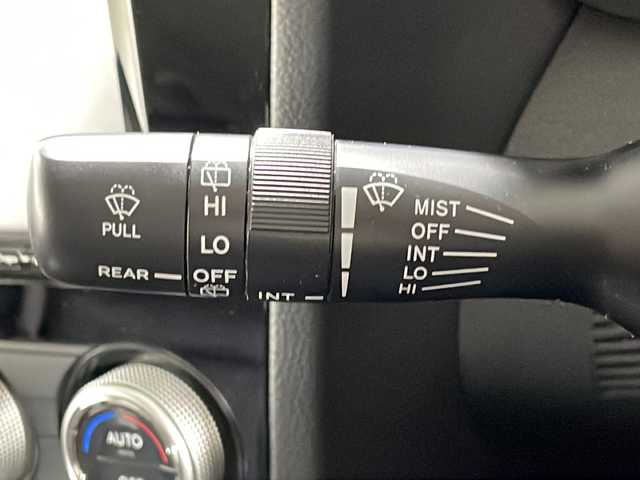 PULL
REAR
HI
LO
OFF
INT
MIST
OFF
INT
LO
HI
AUTO